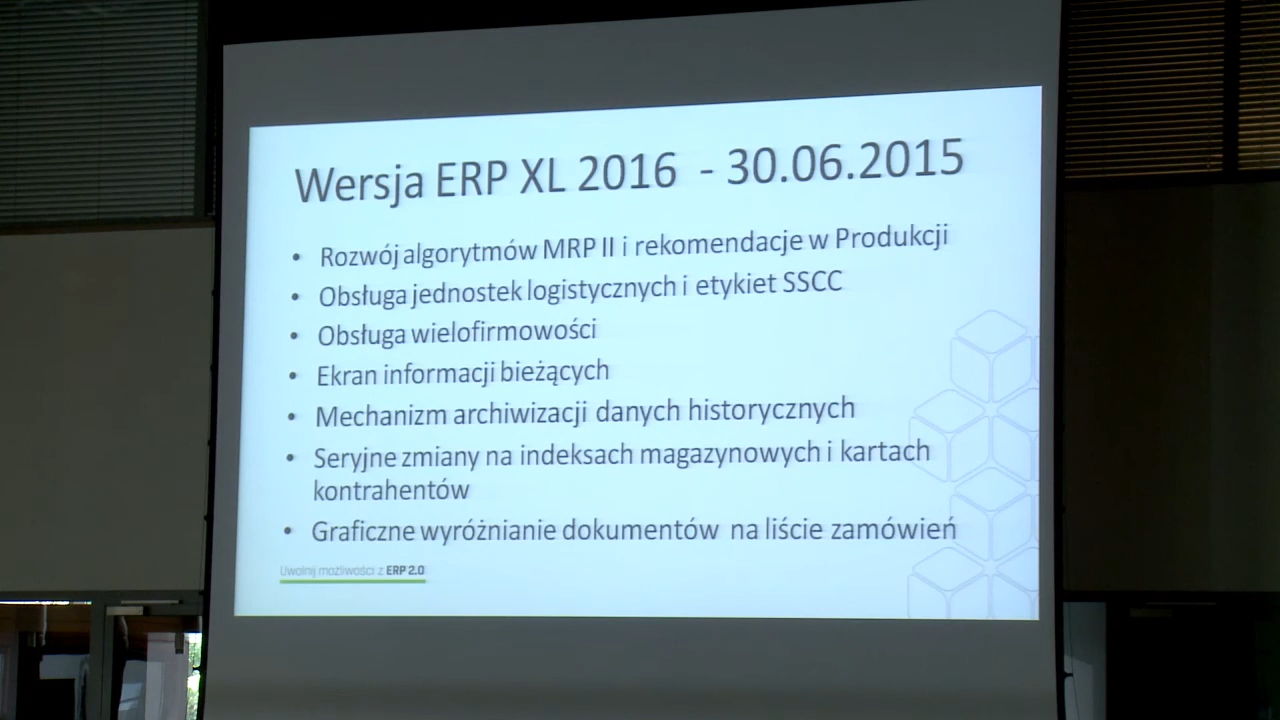 Wersja ERP XL 2016 - 30.06.2015
• Rozwój algorytmów MRP II i rekomendacje w Produkcji
• Obsługa jednostek logistycznych i etykiet SSCC
• Obsługa wielofirmowości
• Ekran informacji bieżących
• Mechanizm archiwizacji danych historycznych
• Seryjne zmiany na indeksach magazynowych i kartach
kontrahentów
• Graficzne wyróżnianie dokumentów na liście zamówień
Uwolnij możliwości z ERP 2.0